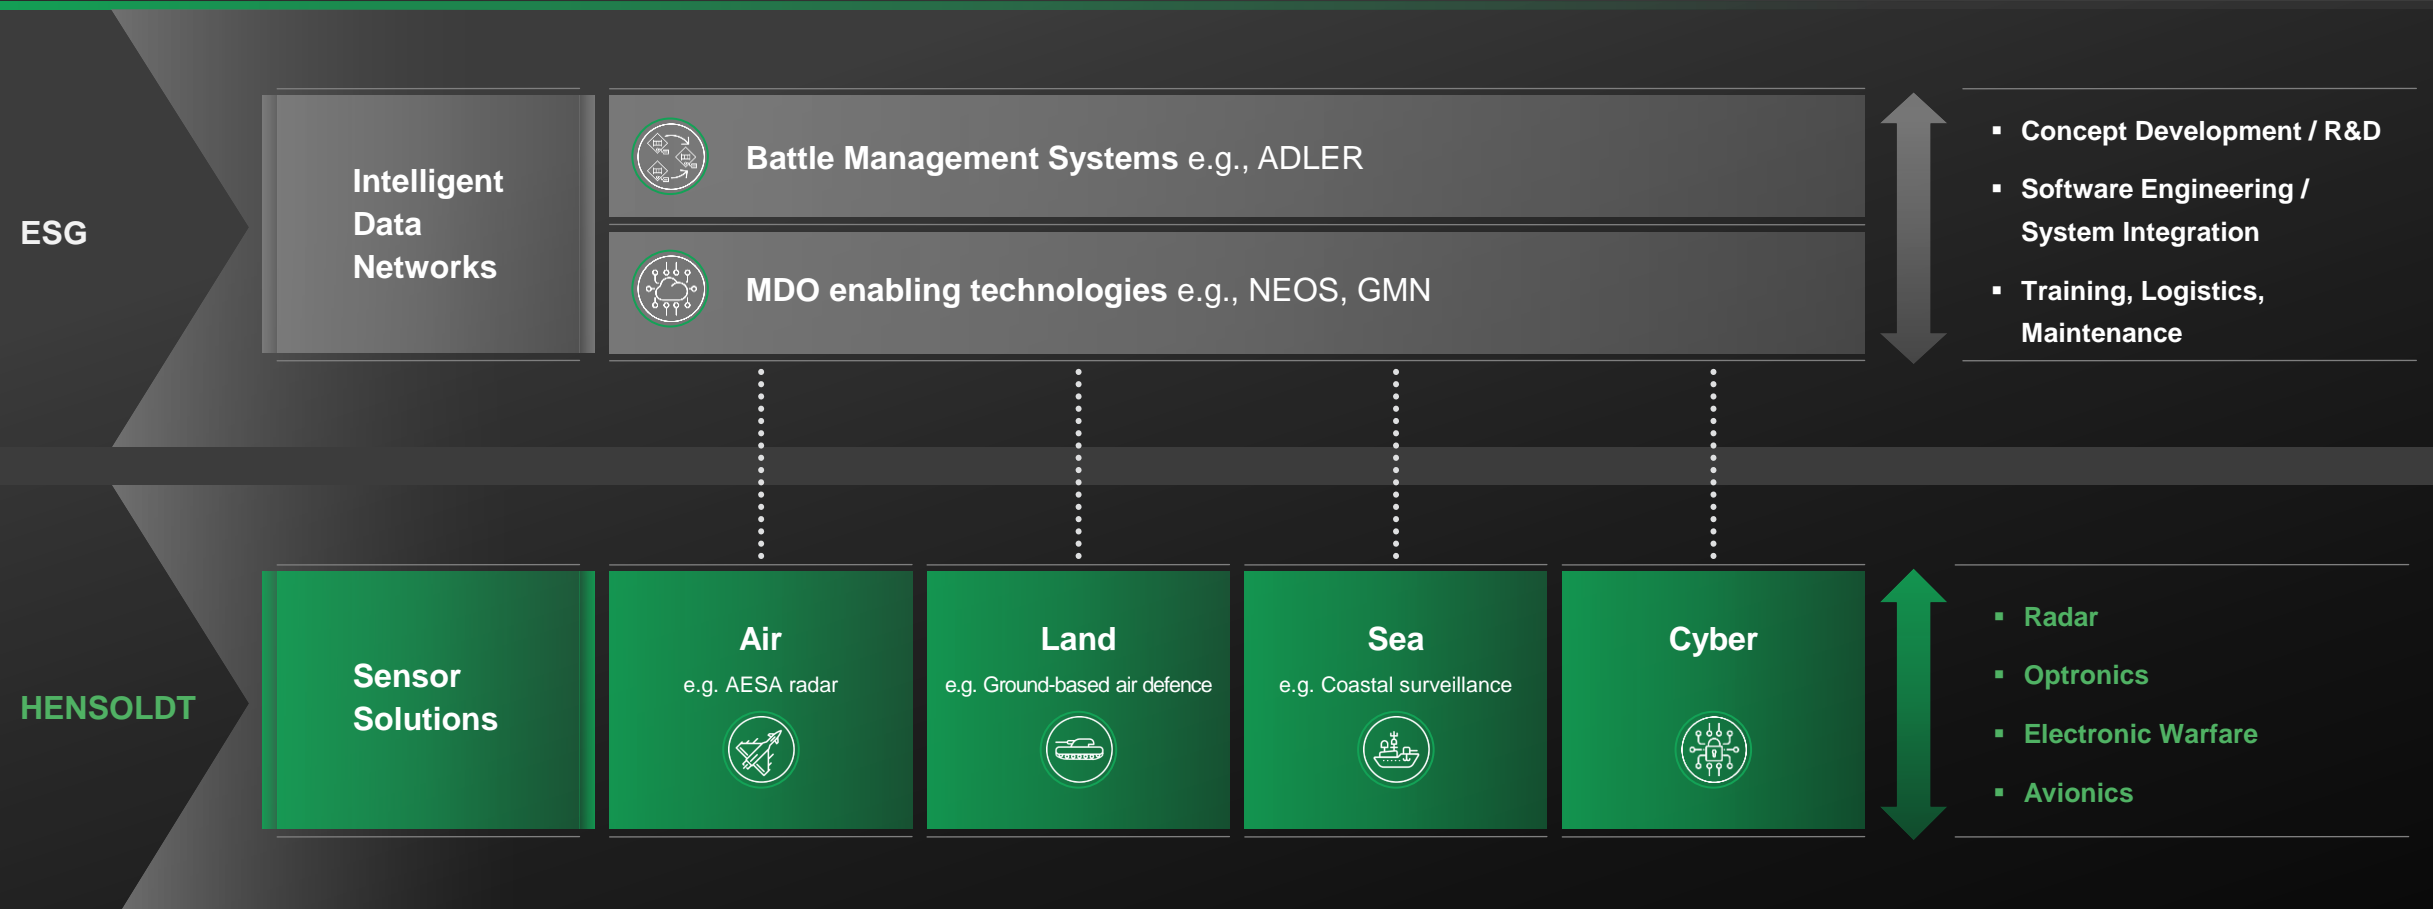 ESG
Intelligent
Data
Networks
Battle Management Systems e.g., ADLER
MDO enabling technologies e.g., NEOS, GMN
▪ Concept Development / R&D
▪ Software Engineering /
System Integration
▪ Training, Logistics,
Maintenance
HENSOLDT
Sensor
Solutions
Air
e.g. AESA radar
Land
e.g. Ground-based air defence
Sea
e.g. Coastal surveillance
Cyber
▪ Radar
▪ Optronics
▪ Electronic Warfare
▪ Avionics